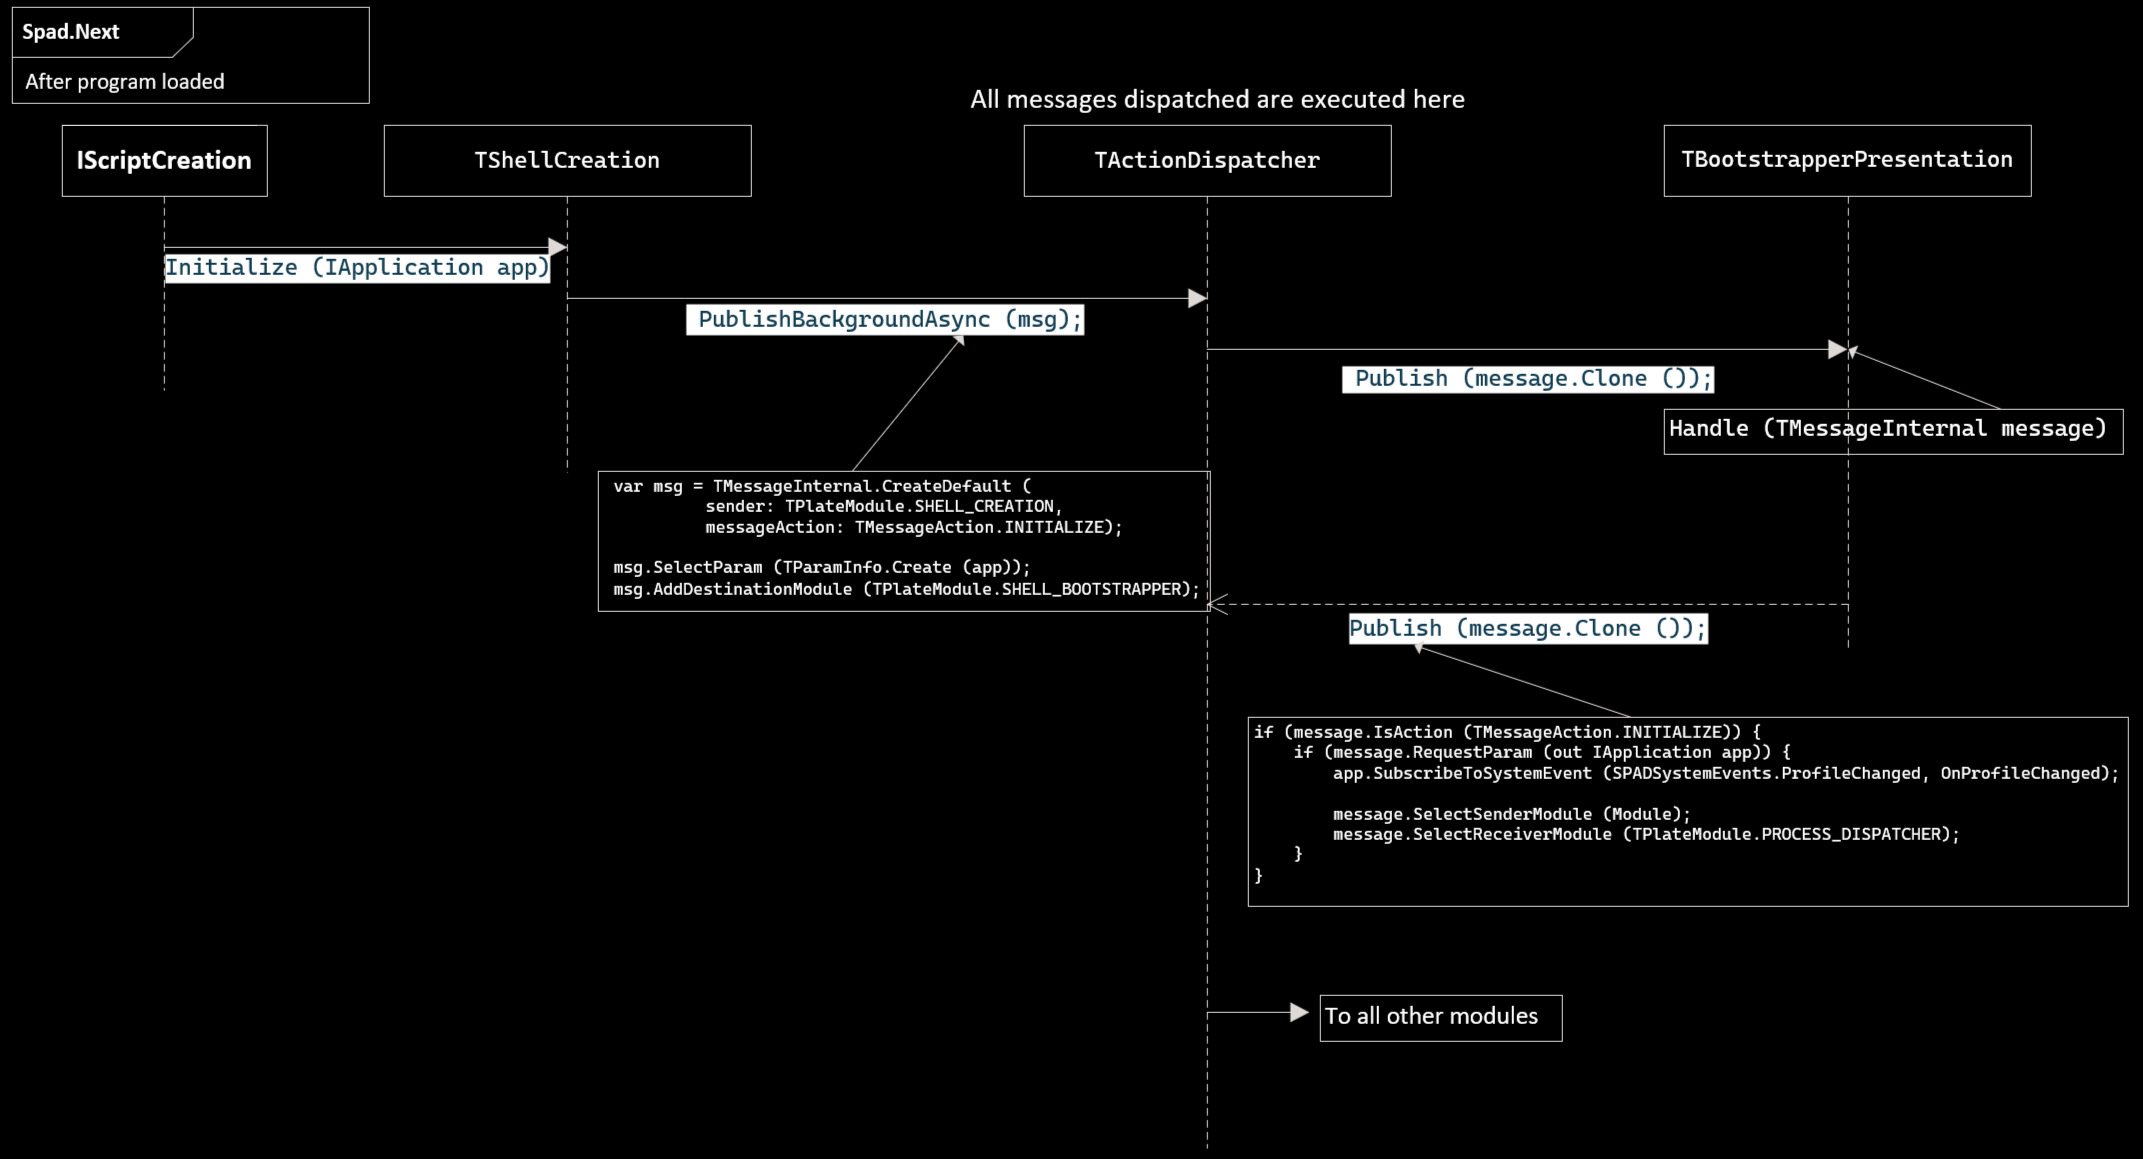 Spad.Next
After program loaded
All messages dispatched are executed here
IScriptCreation
TShellCreation
TActionDispatcher
TBootstrapperPresentation
Initialize (IApplication app)
PublishBackgroundAsync (msg);
Publish (message.Clone ());
Handle (TMessageInternal message)
var msg = TMessageInternal.CreateDefault (
sender: TPlateModule.SHELL_CREATION,
messageAction: TMessageAction.INITIALIZE);
msg.SelectParam (TParamInfo.Create (app));
msg.AddDestinationModule (TPlateModule.SHELL_BOOTSTRAPPER);
Publish (message.Clone ());
if (message.IsAction (TMessageAction.INITIALIZE)) {
if (message.RequestParam (out IApplication app)) {
app.SubscribeToSystemEvent (SPADSystemEvents.ProfileChanged, OnProfileChanged);
message.SelectSenderModule (Module);
message.SelectReceiverModule (TPlateModule.PROCESS_DISPATCHER);
}
}
To all other modules